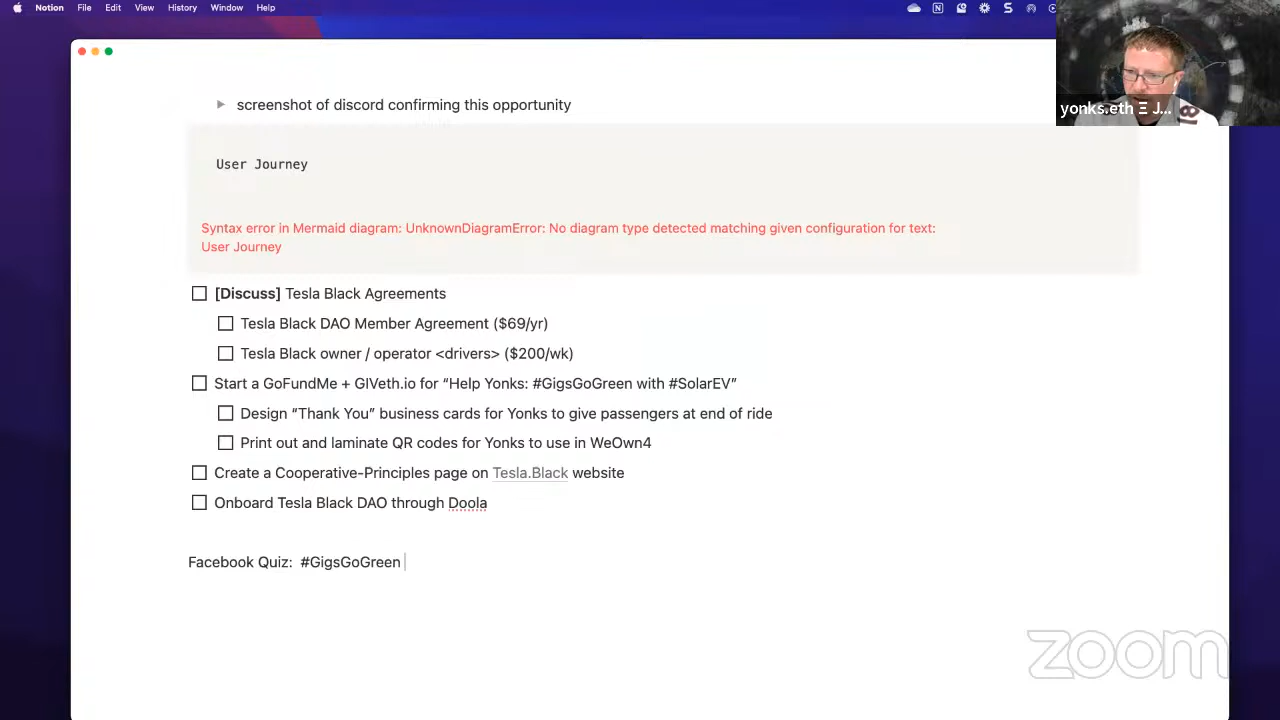 Notion File Edit View History Window Help
yonks.eth Ξ J...
screenshot of discord confirming this opportunity
User Journey
Syntax error in Mermaid diagram: UnknownDiagramError: No diagram type detected matching given configuration for text:
User Journey
[Discuss] Tesla Black Agreements
Tesla Black DAO Member Agreement ($69/yr)
Tesla Black owner / operator <drivers> ($200/wk)
Start a GoFundMe + GIVeth.io for “Help Yonks: #GigsGoGreen with #SolarEV”
Design “Thank You” business cards for Yonks to give passengers at end of ride
Print out and laminate QR codes for Yonks to use in WeOwn4
Create a Cooperative-Principles page on Tesla.Black website
Onboard Tesla Black DAO through Doola
Facebook Quiz: #GigsGoGreen
zoom